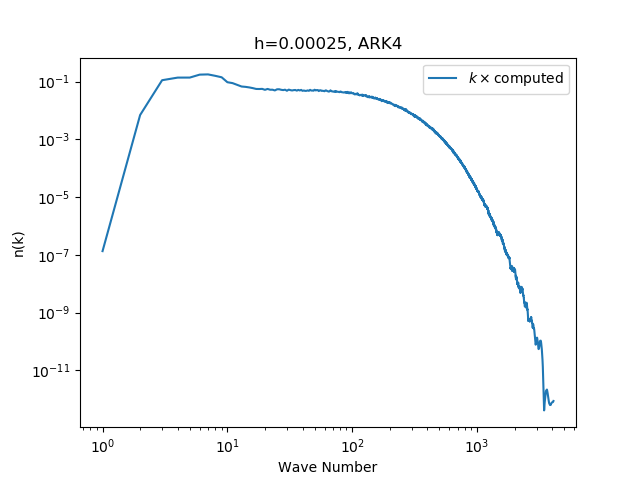 h=0.00025, ARK4
k × computed
n(k)
10⁻¹
10⁻³
10⁻⁵
10⁻⁷
10⁻⁹
10⁻¹¹
10⁰ 10¹ 10² 10³
Wave Number